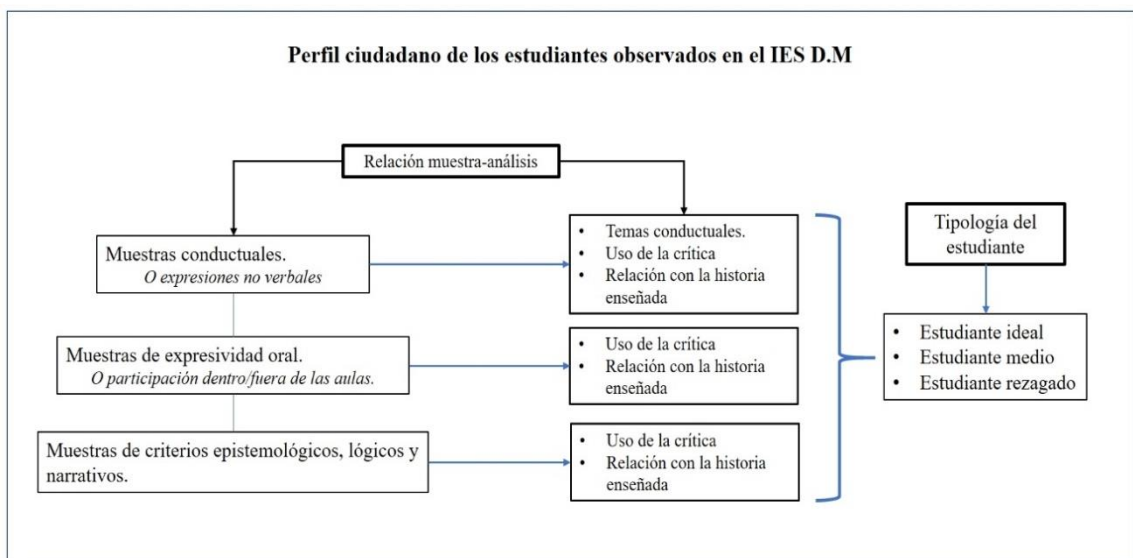 Perfil ciudadano de los estudiantes observados en el IES D.M
Relación muestra-análisis
Muestras conductuales.
O expresiones no verbales
• Temas conductuales.
• Uso de la crítica
• Relación con la historia
enseñada
Muestras de expresividad oral.
O participación dentro/fuera de las aulas.
• Uso de la crítica
• Relación con la historia
enseñada
Muestras de criterios epistemológicos, lógicos y
narrativos.
• Uso de la crítica
• Relación con la historia
enseñada
Tipología del
estudiante
• Estudiante ideal
• Estudiante medio
• Estudiante rezagado